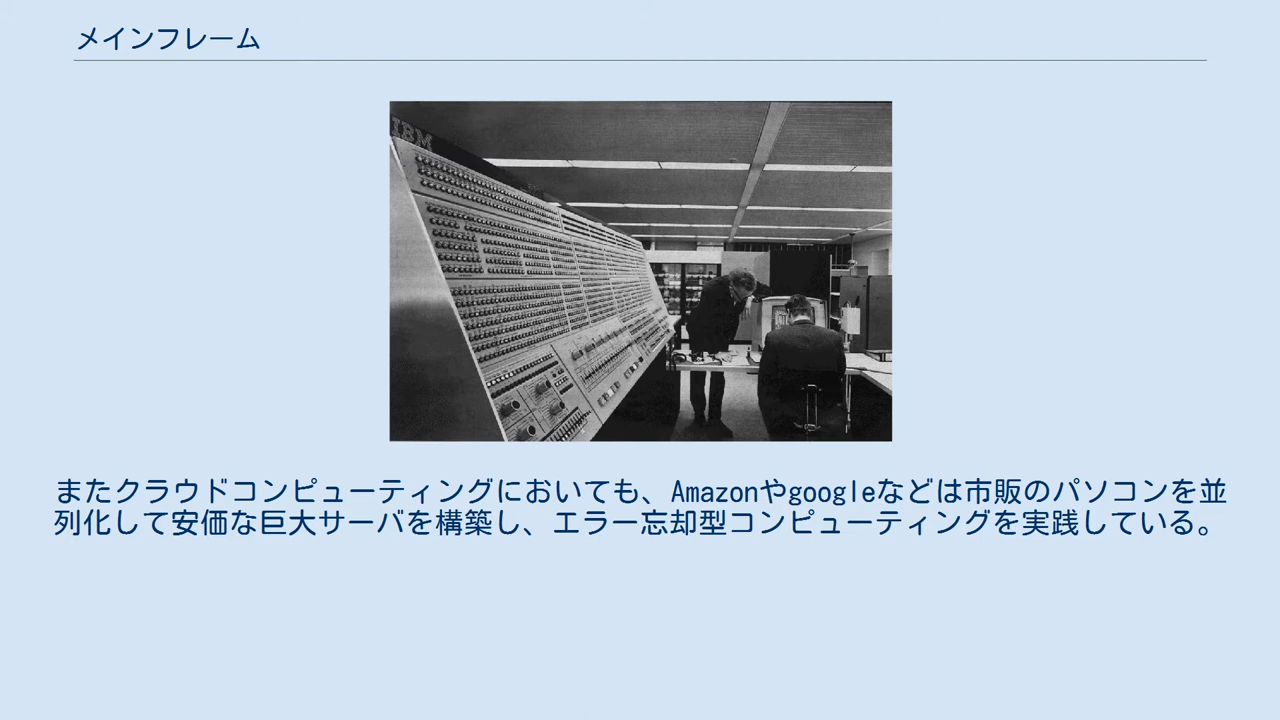 メインフレーム
IBM
またクラウドコンピューティングにおいても、Amazonやgoogleなどは市販のパソコンを並
列化して安価な巨大サーバを構築し、エラー忘却型コンピューティングを実践している。